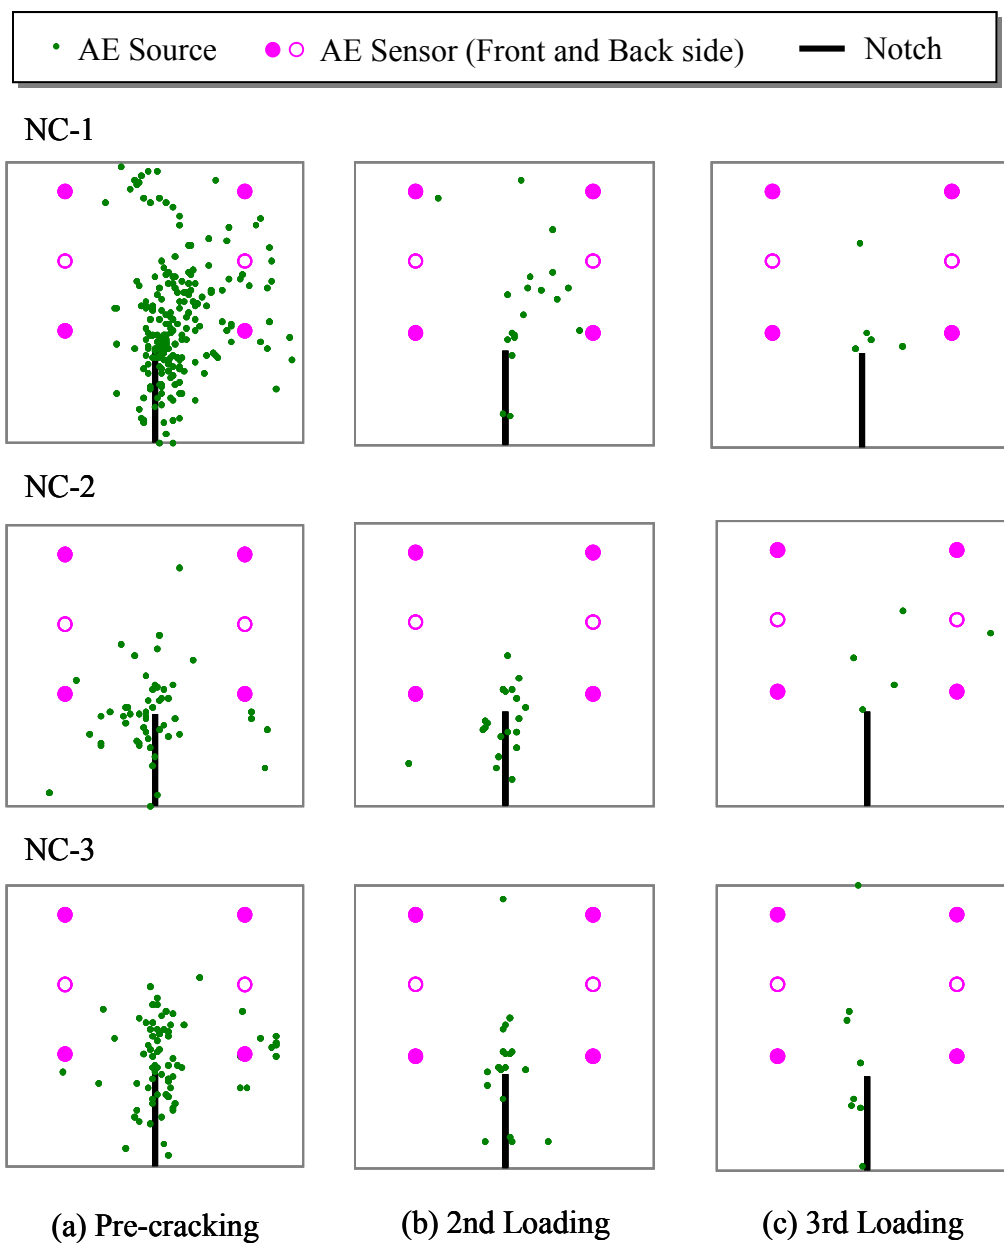 AE Source AE Sensor (Front and Back side) Notch
NC-1
NC-2
NC-3
(a) Pre-cracking (b) 2nd Loading (c) 3rd Loading